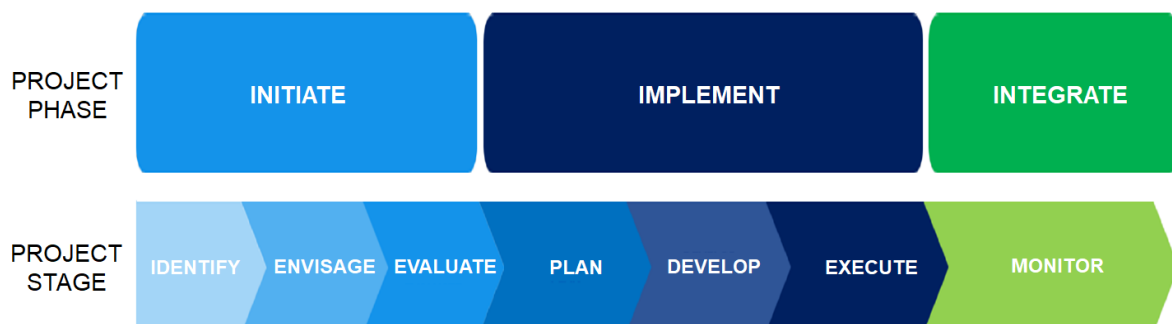 PROJECT
PHASE
INITIATE
IMPLEMENT
INTEGRATE
PROJECT
STAGE
IDENTIFY
ENVISAGE
EVALUATE
PLAN
DEVELOP
EXECUTE
MONITOR